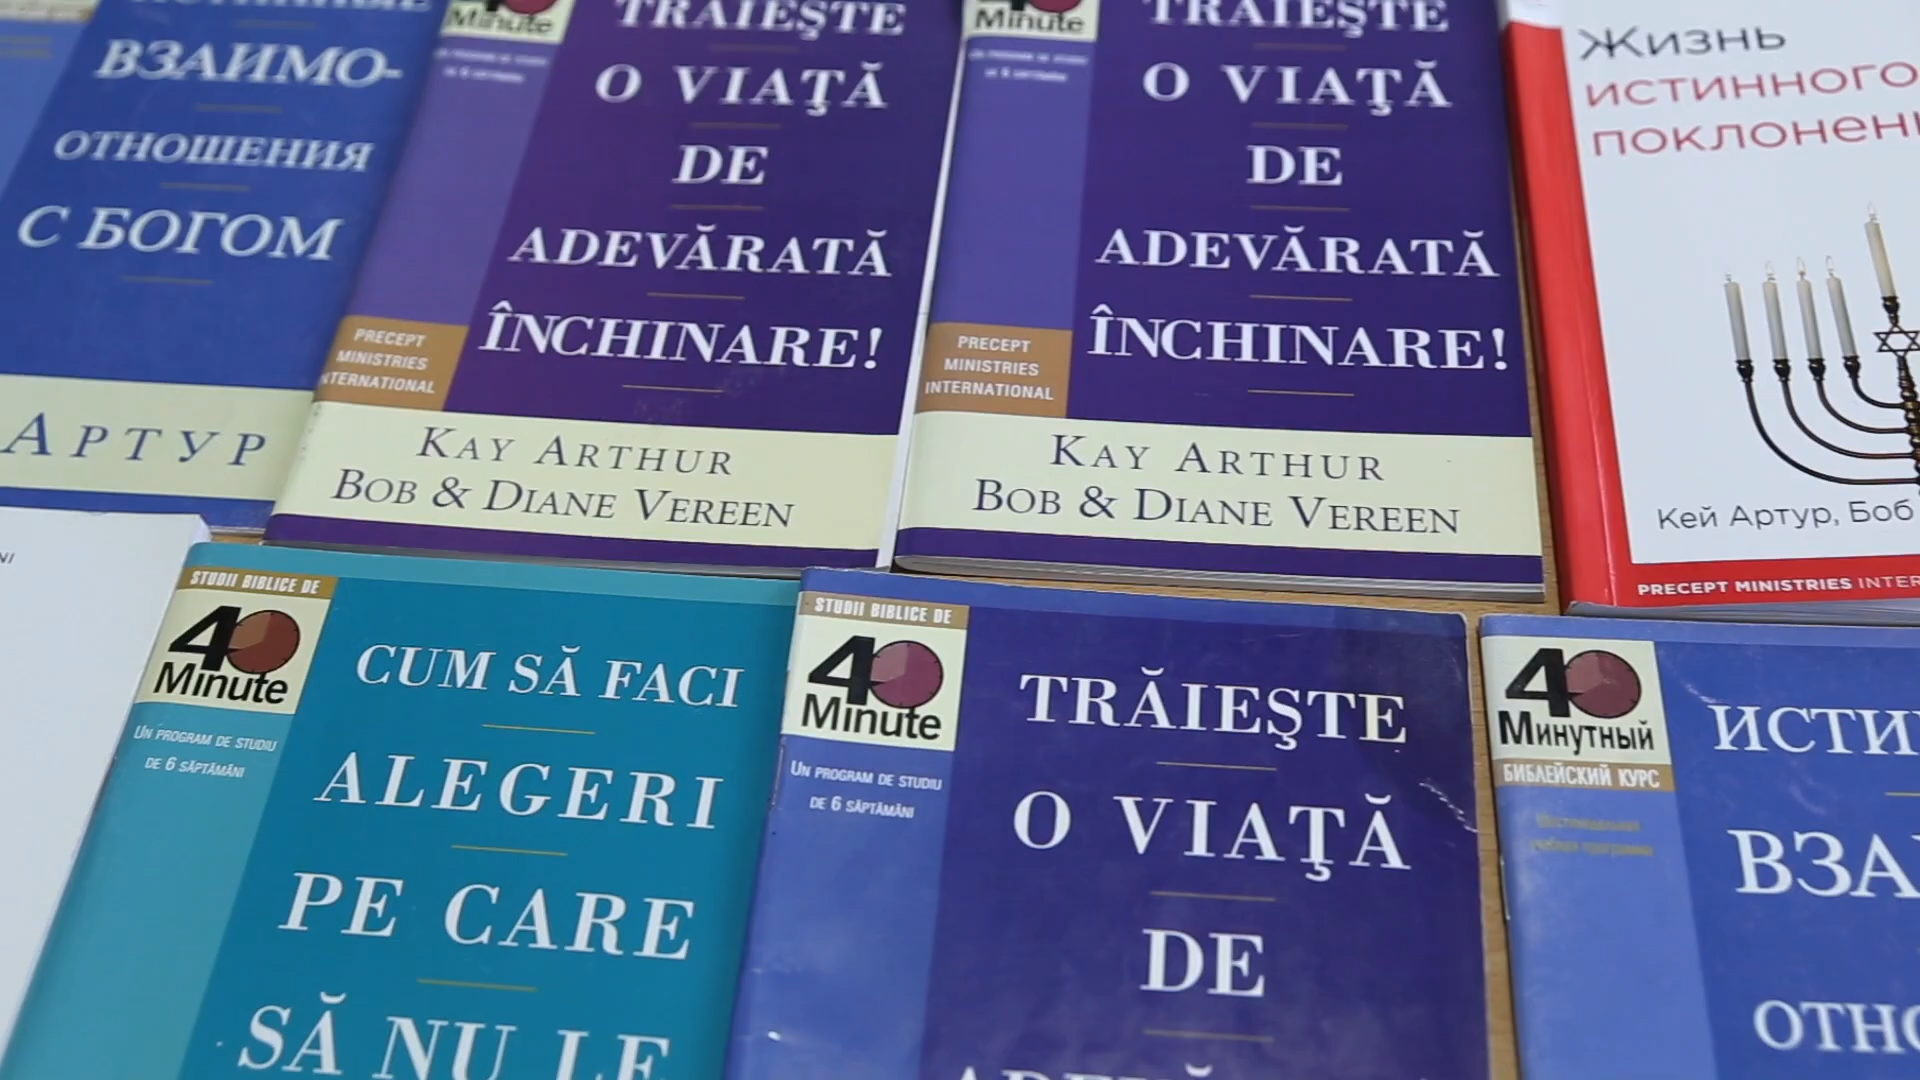 ВЗАИМО-
ОТНОШЕНИЯ
С БОГОМ
АРТУР
Minute
TRĂIEŞTE
O VIAŢĂ
DE
ADEVĂRATĂ
ÎNCHINARE!
PRECEPT
MINISTRIES
INTERNATIONAL
KAY ARTHUR
BOB & DIANE VEREEN
Minute
TRĂIEŞTE
O VIAŢĂ
DE
ADEVĂRATĂ
ÎNCHINARE!
PRECEPT
MINISTRIES
INTERNATIONAL
KAY ARTHUR
BOB & DIANE VEREEN
Жизнь
истинного
поклонен
Кей Артур, Боб
PRECEPT MINISTRIES INTER
NI
STUDII BIBLICE DE
40
Minute
UN PROGRAM DE STUDIU
DE 6 SĂPTĂMÂNI
CUM SĂ FACI
ALEGERI
PE CARE
SĂ NU LE
STUDII BIBLICE DE
40
Minute
UN PROGRAM DE STUDIU
DE 6 SĂPTĂMÂNI
TRĂIEŞTE
O VIAŢĂ
DE
40
Минутный
БИБЛЕЙСКИЙ КУРС
ИСТИ
ВЗА
ОТНО